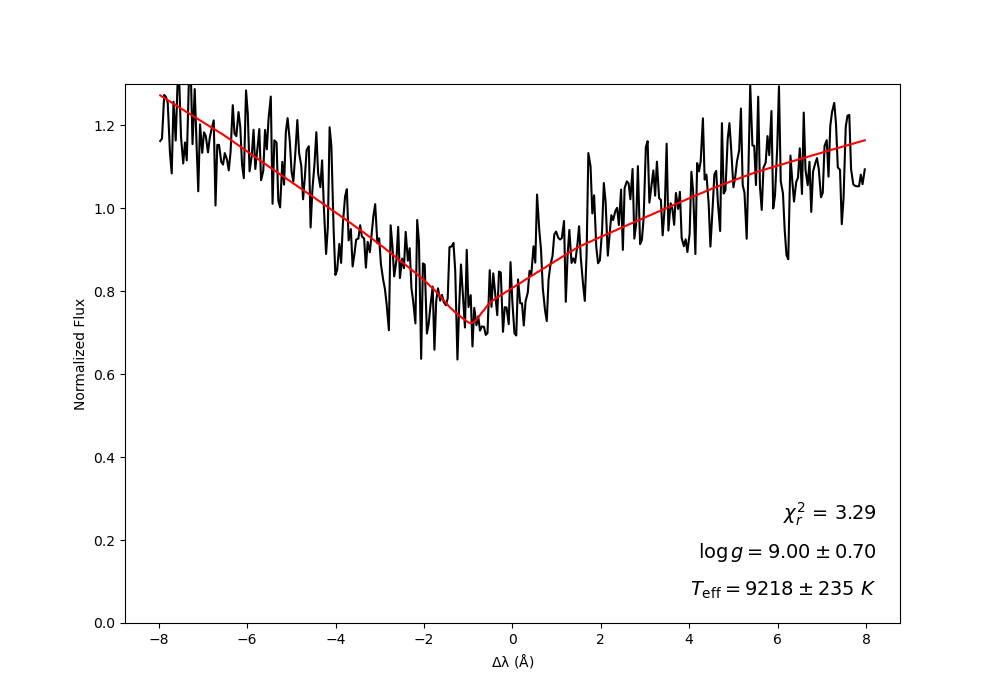 1.2
1.0
0.8
0.6
0.4
0.2
0.0
Normalized Flux
χ²ᵣ = 3.29
log g = 9.00 ± 0.70
T_eff = 9218 ± 235 K
−8 −6 −4 −2 0 2 4 6 8
Δλ (Å)